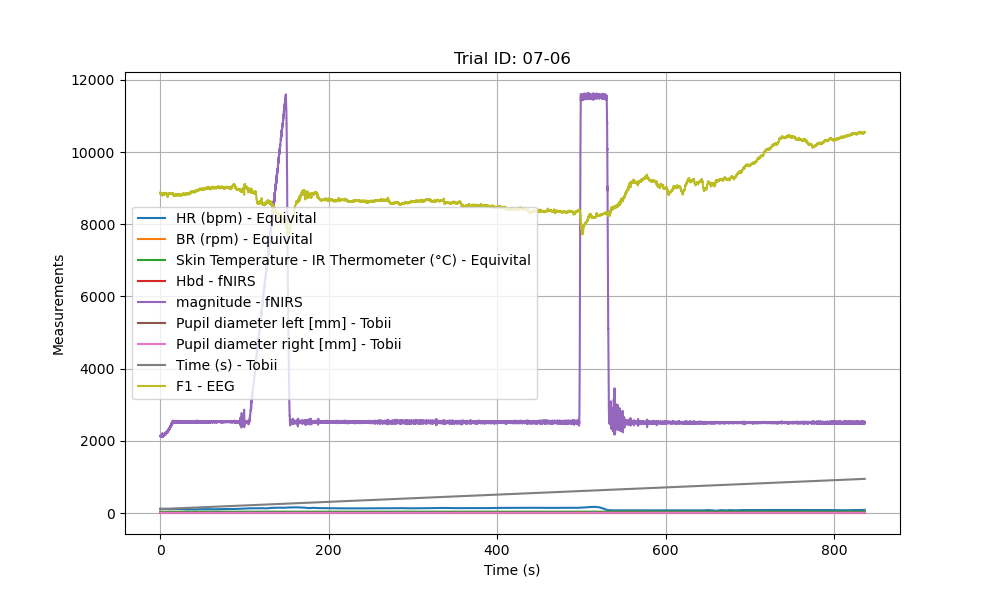 Trial ID: 07-06
12000
10000
8000
6000
4000
2000
0
Measurements
HR (bpm) - Equivital
BR (rpm) - Equivital
Skin Temperature - IR Thermometer (°C) - Equivital
Hbd - fNIRS
magnitude - fNIRS
Pupil diameter left [mm] - Tobii
Pupil diameter right [mm] - Tobii
Time (s) - Tobii
F1 - EEG
0 200 400 600 800
Time (s)